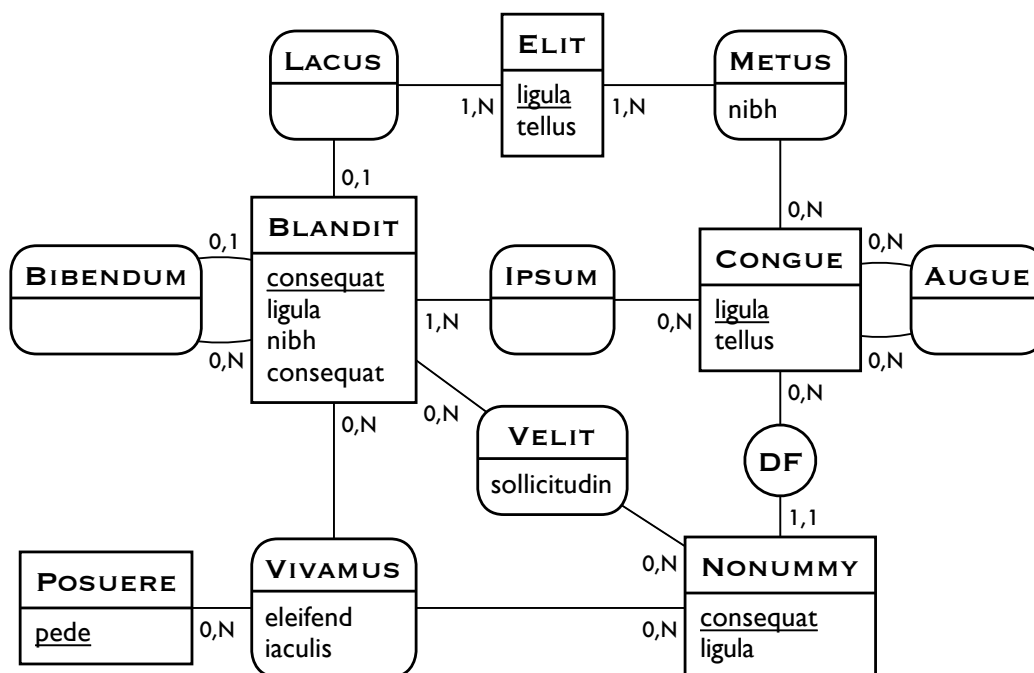 LACUS
ELIT
ligula
tellus
METUS
nibh
1,N
1,N
0,1
0,N
BIBENDUM
0,1
0,N
BLANDIT
consequat
ligula
nibh
consequat
IPSUM
1,N
0,N
CONGUE
ligula
tellus
0,N
0,N
AUGUE
0,N
0,N
VELIT
sollicitudin
0,N
DF
1,1
0,N
POSUERE
pede
0,N
VIVAMUS
eleifend
iaculis
0,N
NONUMMY
consequat
ligula